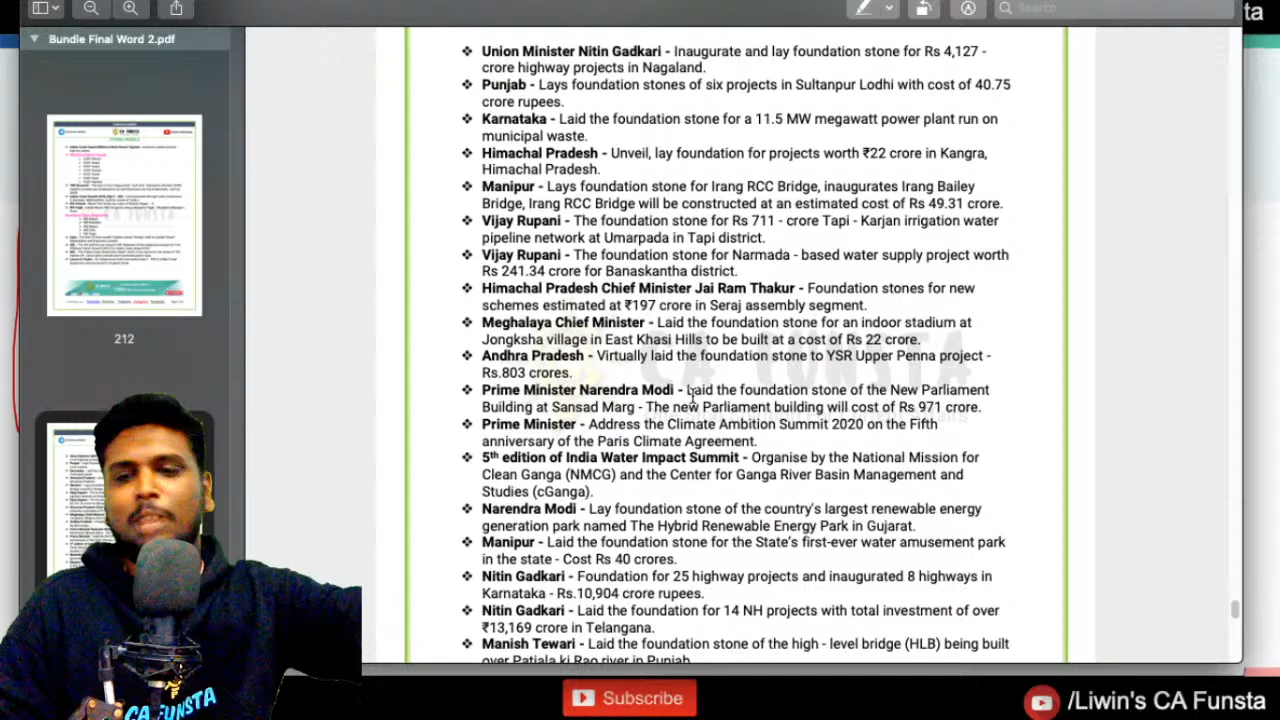 ta
Search
Bundle Final Word 2.pdf
212
❖ Union Minister Nitin Gadkari - Inaugurate and lay foundation stone for Rs 4,127 -
crore highway projects in Nagaland.
❖ Punjab - Lays foundation stones of six projects in Sultanpur Lodhi with cost of 40.75
crore rupees.
❖ Karnataka - Laid the foundation stone for a 11.5 MW megawatt power plant run on
municipal waste.
❖ Himachal Pradesh - Unveil, lay foundation for projects worth ₹22 crore in Kangra,
Himachal Pradesh.
❖ Manipur - Lays foundation stone for Irang RCC Bridge, inaugurates Irang Bailey
Bridge, Irang RCC Bridge will be constructed at a estimated cost of Rs 49.31 crore.
❖ Vijay Rupani - The foundation stone for Rs 711 - crore Tapi - Karjan irrigation water
pipeline network at Umarpada in Tapi district.
❖ Vijay Rupani - The foundation stone for Narmada - based water supply project worth
Rs 241.34 crore for Banaskantha district.
❖ Himachal Pradesh Chief Minister Jai Ram Thakur - Foundation stones for new
schemes estimated at ₹197 crore in Seraj assembly segment.
❖ Meghalaya Chief Minister - Laid the foundation stone for an indoor stadium at
Jongksha village in East Khasi Hills to be built at a cost of Rs 22 crore.
❖ Andhra Pradesh - Virtually laid the foundation stone to YSR Upper Penna project -
Rs.803 crores.
❖ Prime Minister Narendra Modi - Laid the foundation stone of the New Parliament
Building at Sansad Marg - The new Parliament building will cost of Rs 971 crore.
❖ Prime Minister - Address the Climate Ambition Summit 2020 on the Fifth
anniversary of the Paris Climate Agreement.
❖ 5th edition of India Water Impact Summit - Organise by the National Mission for
Clean Ganga (NMCG) and the Center for Ganga River Basin Management and
Studies (cGanga).
❖ Narendra Modi - Lay foundation stone of the country's largest renewable energy
generation park named The Hybrid Renewable Energy Park in Gujarat.
❖ Manipur - Laid the foundation stone for the State's first-ever water amusement park
in the state - Cost Rs 40 crores.
❖ Nitin Gadkari - Foundation for 25 highway projects and inaugurated 8 highways in
Karnataka - Rs.10,904 crore rupees.
❖ Nitin Gadkari - Laid the foundation for 14 NH projects with total investment of over
₹13,169 crore in Telangana.
❖ Manish Tewari - Laid the foundation stone of the high - level bridge (HLB) being built
over Patiala ki Rao river in Punjab
CA FUNSTA
Subscribe
/Liwin's CA Funsta